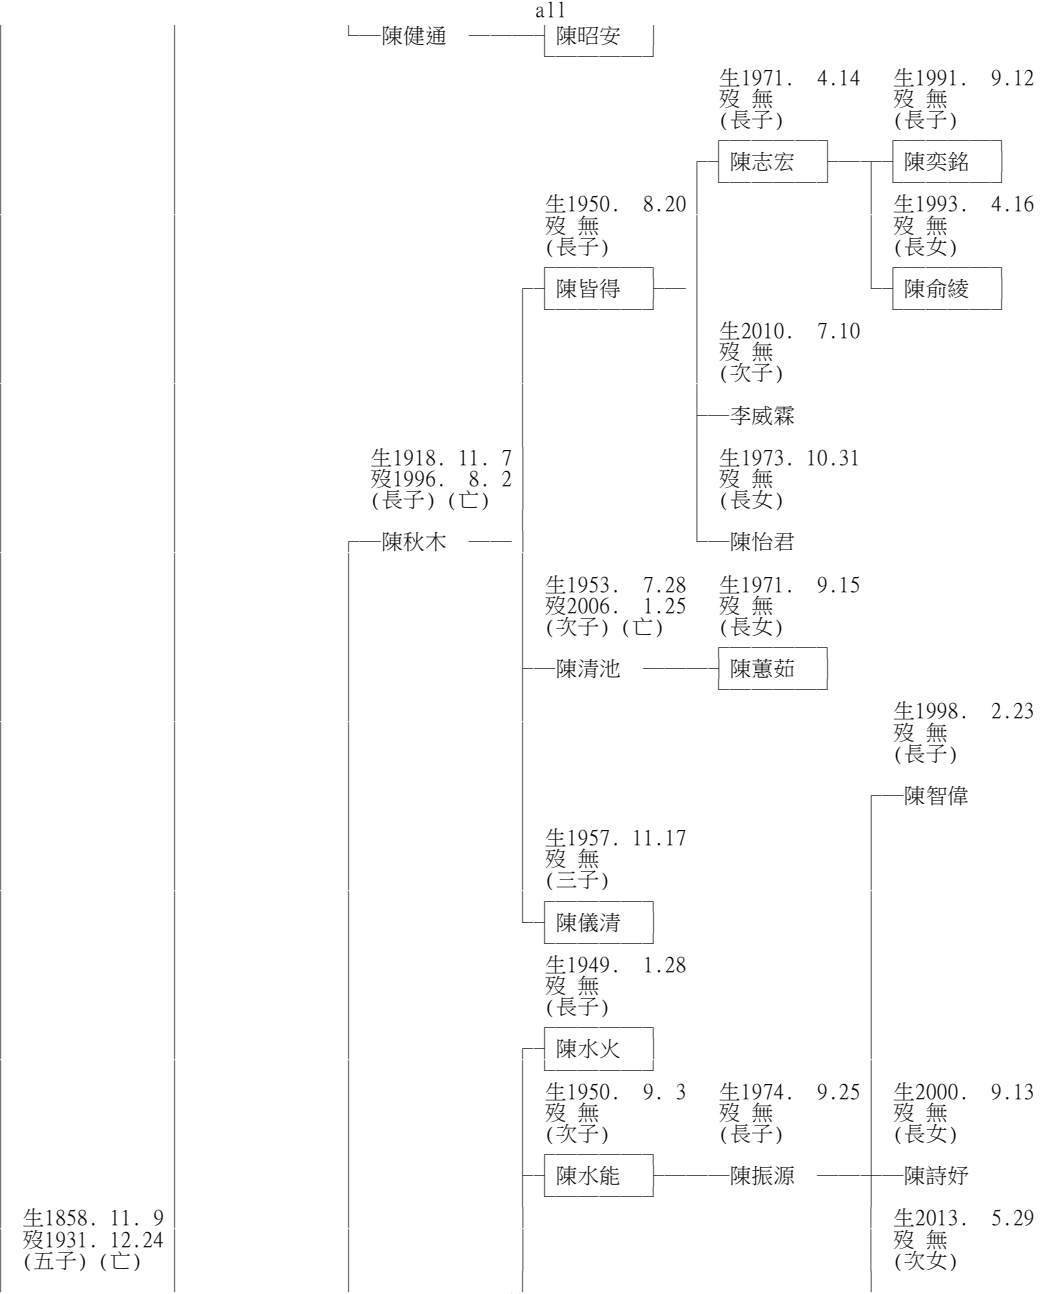 all
陳健通 陳昭安
生1971. 4.14 生1991. 9.12
歿 無 歿 無
(長子) (長子)
陳志宏 陳奕銘
生1950. 8.20 生1993. 4.16
歿 無 歿 無
(長子) (長女)
陳皆得 陳俞綾
生2010. 7.10
歿 無
(次子)
李威霖
生1918. 11. 7 生1973. 10.31
歿1996. 8. 2 歿 無
(長子) (亡) (長女)
陳秋木 陳怡君
生1953. 7.28 生1971. 9.15
歿2006. 1.25 歿 無
(次子) (亡) (長女)
陳清池 陳蕙茹
生1998. 2.23
歿 無
(長子)
陳智偉
生1957. 11.17
歿 無
(三子)
陳儀清
生1949. 1.28
歿 無
(長子)
陳水火
生1950. 9. 3 生1974. 9.25 生2000. 9.13
歿 無 歿 無 歿 無
(次子) (長子) (長女)
陳水能 陳振源 陳詩妤
生1858. 11. 9 生2013. 5.29
歿1931. 12.24 歿 無
(五子) (亡) (次女)